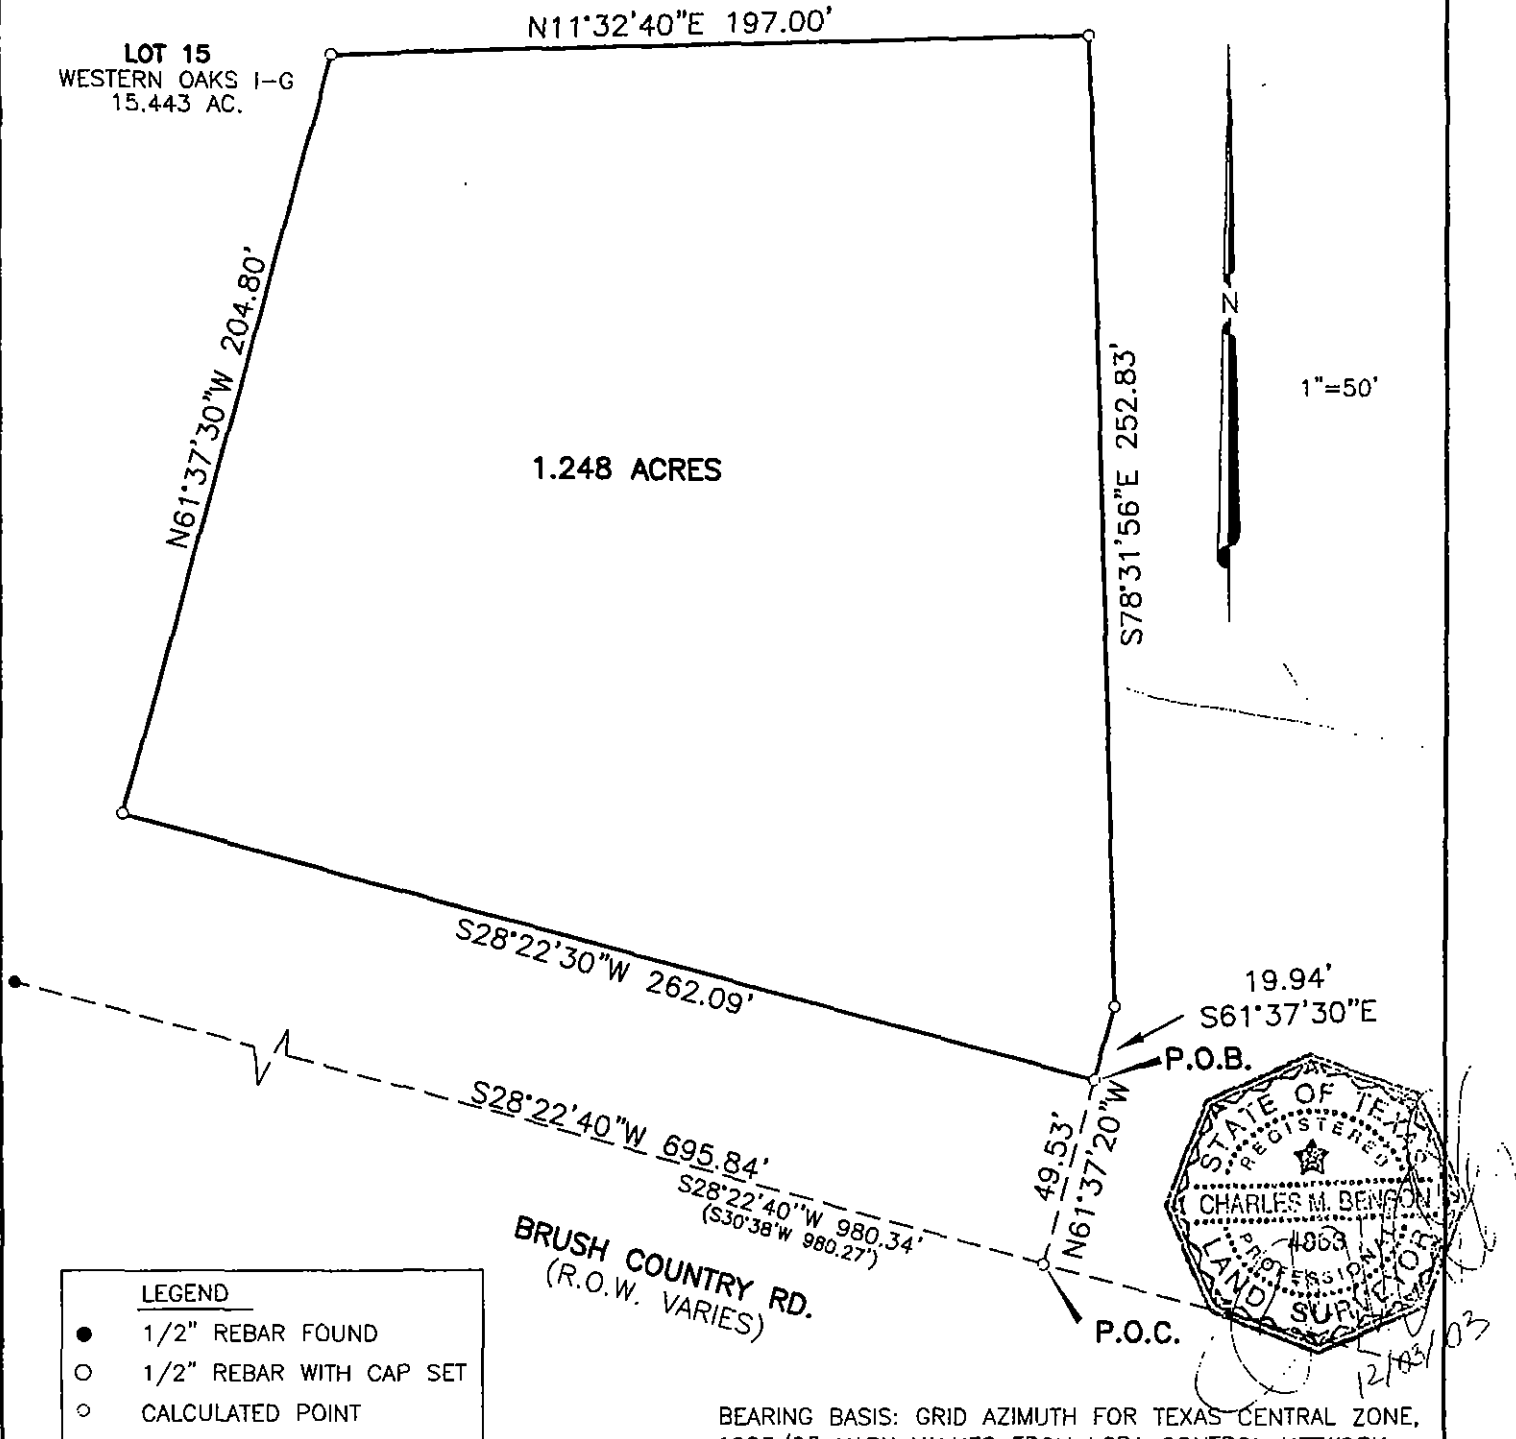 N11°32'40"E 197.00'
LOT 15
WESTERN OAKS I-G
15.443 AC.
N61°37'30"W 204.80'
N
1"=50'
S78°31'56"E 252.83'
1.248 ACRES
S28°22'30"W 262.09'
19.94'
S61°37'30"E
P.O.B.
49.53'
N61°37'20"W
S28°22'40"W 695.84'
S28°22'40"W 980.34'
(S30°38'W 980.27')
BRUSH COUNTRY RD.
(R.O.W. VARIES)
P.O.C.
STATE OF TEXAS
REGISTERED
CHARLES M. BENSON
4863
PROFESSIONAL
LAND SURVEYOR
12/03/03
LEGEND
● 1/2" REBAR FOUND
○ 1/2" REBAR WITH CAP SET
○ CALCULATED POINT
BEARING BASIS: GRID AZIMUTH FOR TEXAS CENTRAL ZONE,